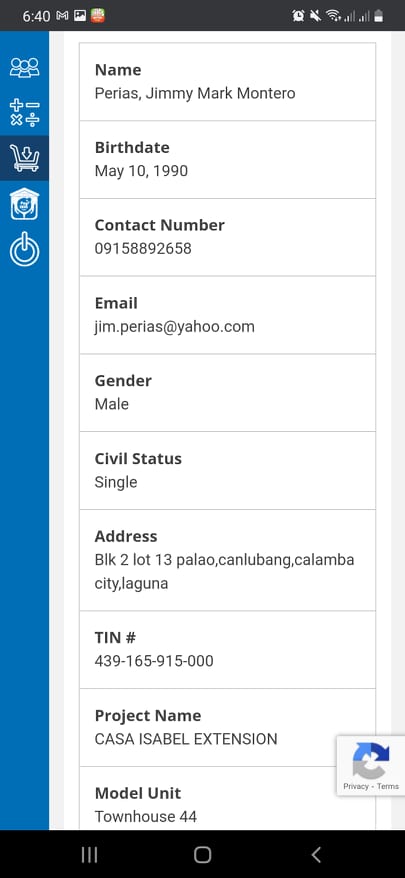 6:40
Name
Perias, Jimmy Mark Montero
Birthdate
May 10, 1990
Contact Number
09158892658
Email
jim.perias@yahoo.com
Gender
Male
Civil Status
Single
Address
Blk 2 lot 13 palao,canlubang,calamba
city,laguna
TIN #
439-165-915-000
Project Name
CASA ISABEL EXTENSION
Privacy - Terms
Model Unit
Townhouse 44